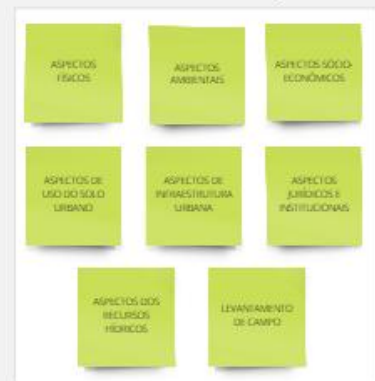 ASPECTOS
FÍSICOS
ASPECTOS
AMBIENTAIS
ASPECTOS SÓCIO-
ECONÔMICOS
ASPECTOS DE
USO DO SOLO
URBANO
ASPECTOS DE
INFRAESTRUTURA
URBANA
ASPECTOS
JURÍDICOS E
INSTITUCIONAIS
ASPECTOS DOS
RECURSOS
HÍDRICOS
LEVANTAMENTO
DE CAMPO